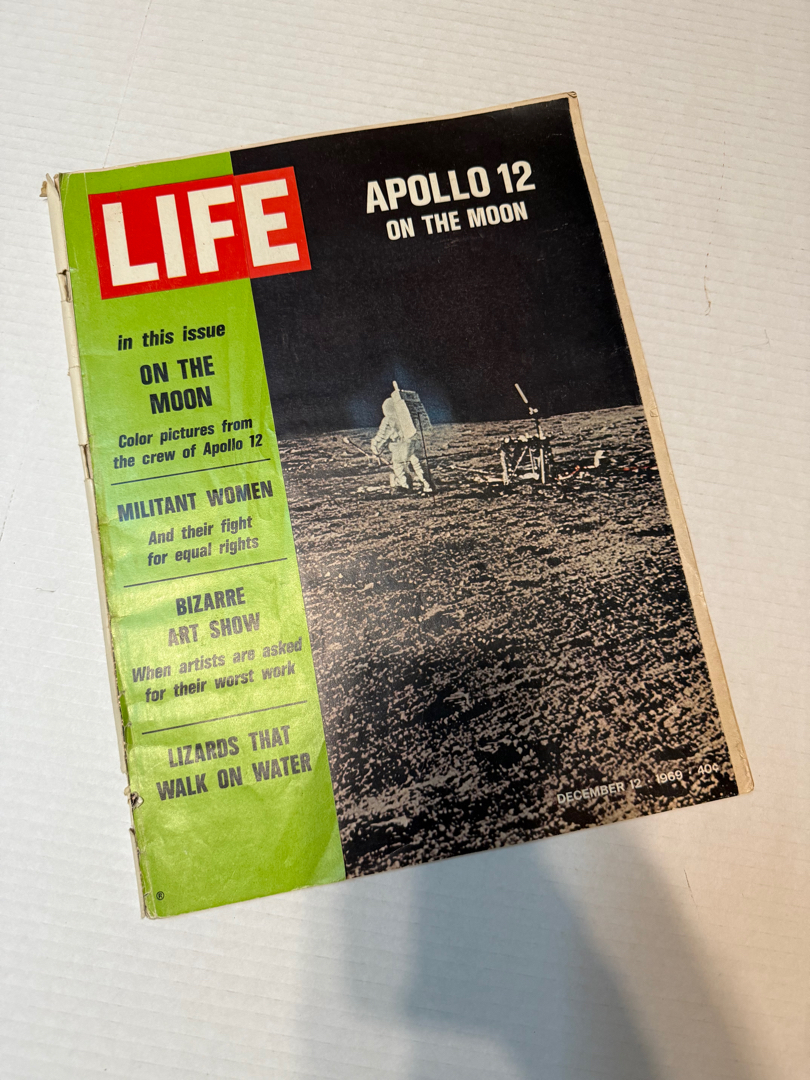 LIFE
APOLLO 12
ON THE MOON
in this issue
ON THE
MOON
Color pictures from
the crew of Apollo 12
MILITANT WOMEN
And their fight
for equal rights
BIZARRE
ART SHOW
When artists are asked
for their worst work
LIZARDS THAT
WALK ON WATER
DECEMBER 12 · 1969 · 40¢
®